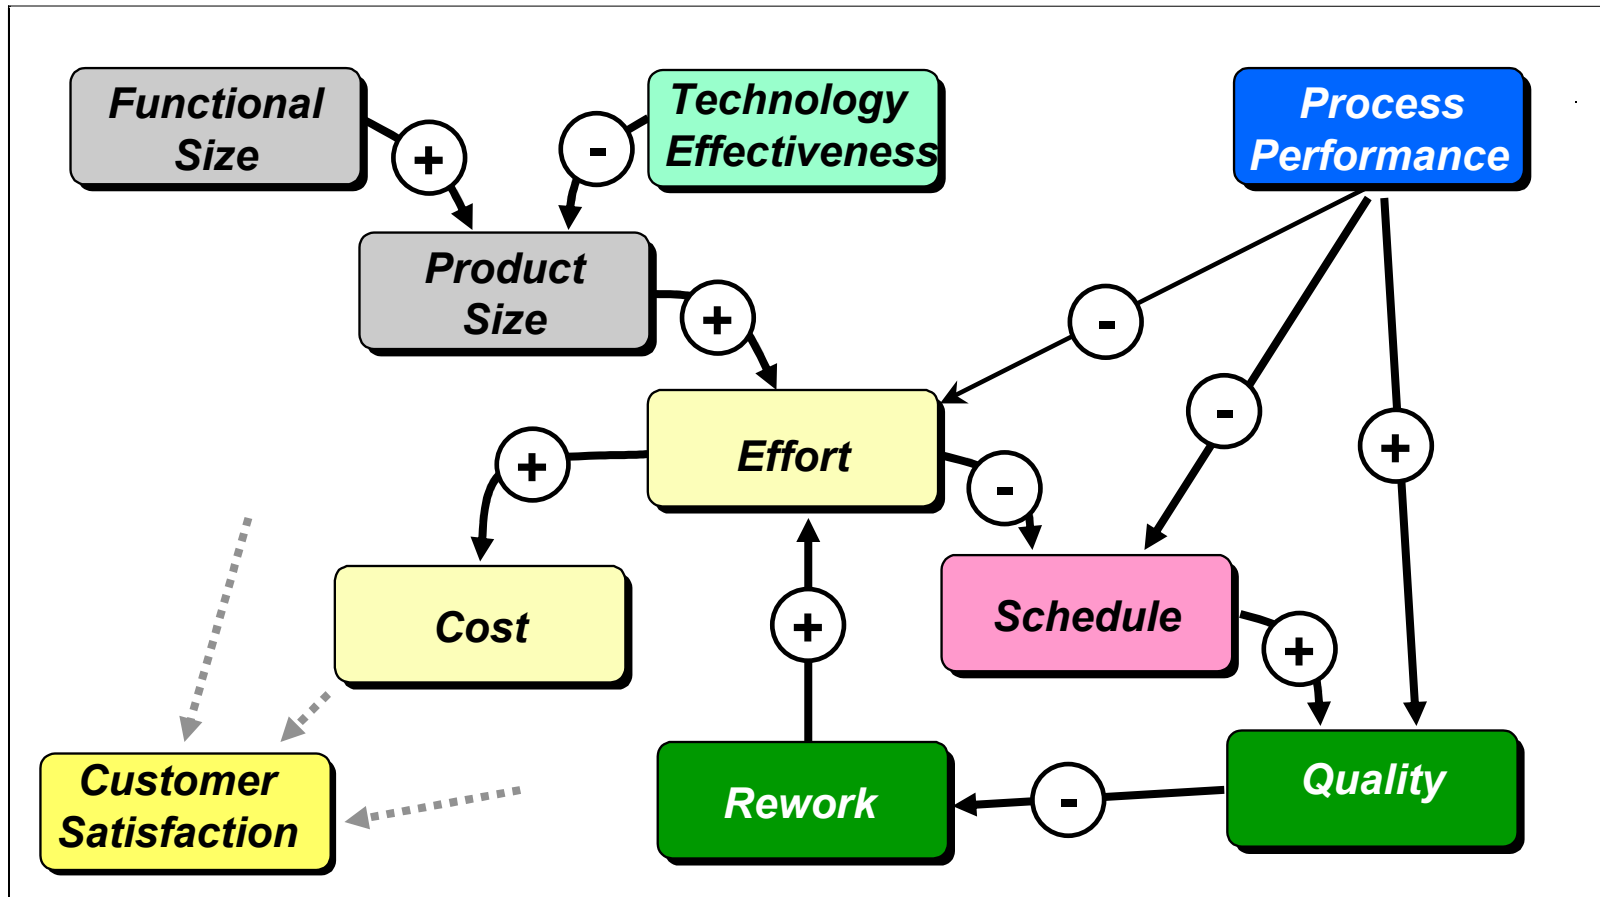 Functional
Size
+
-
Technology
Effectiveness
Process
Performance
Product
Size
+
-
-
+
Effort
+
-
Cost
+
Schedule
+
Customer
Satisfaction
Rework
-
Quality